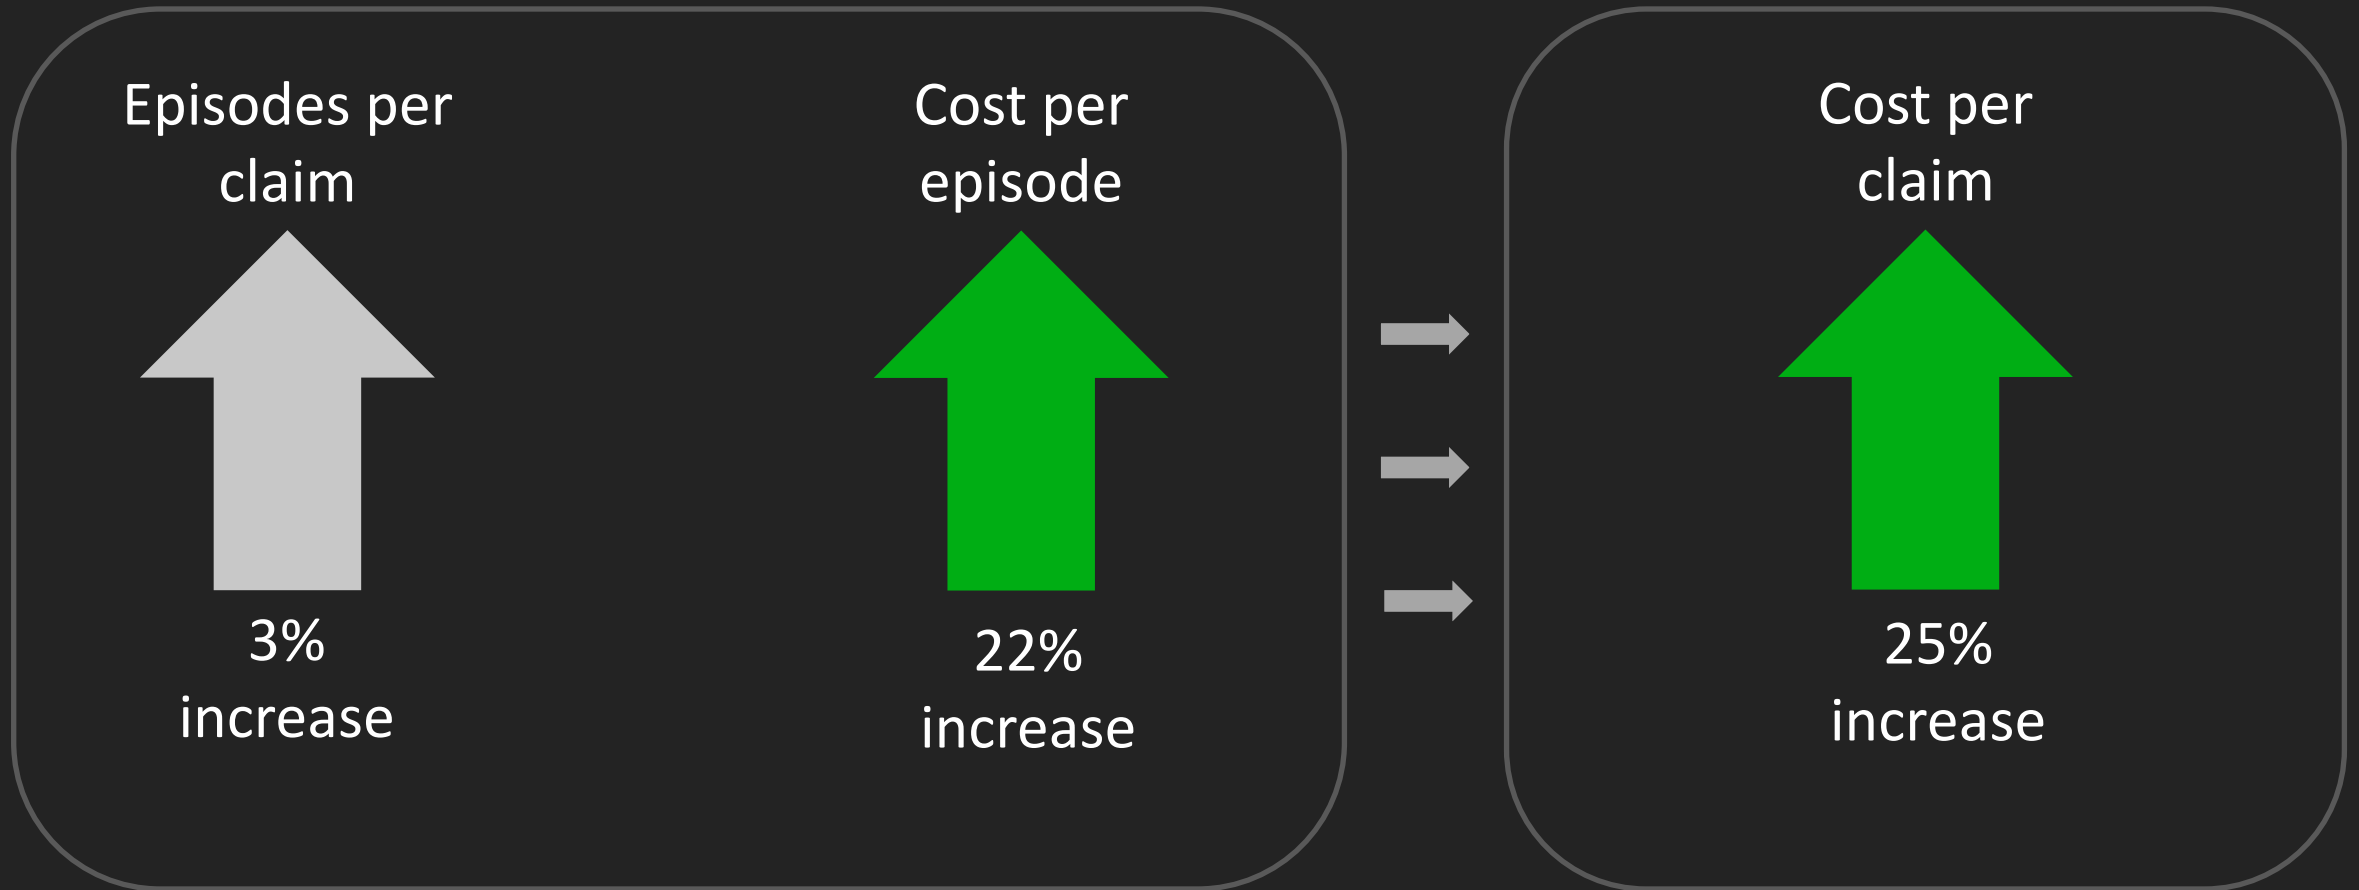 Episodes per
claim
3%
increase
Cost per
episode
22%
increase
Cost per
claim
25%
increase